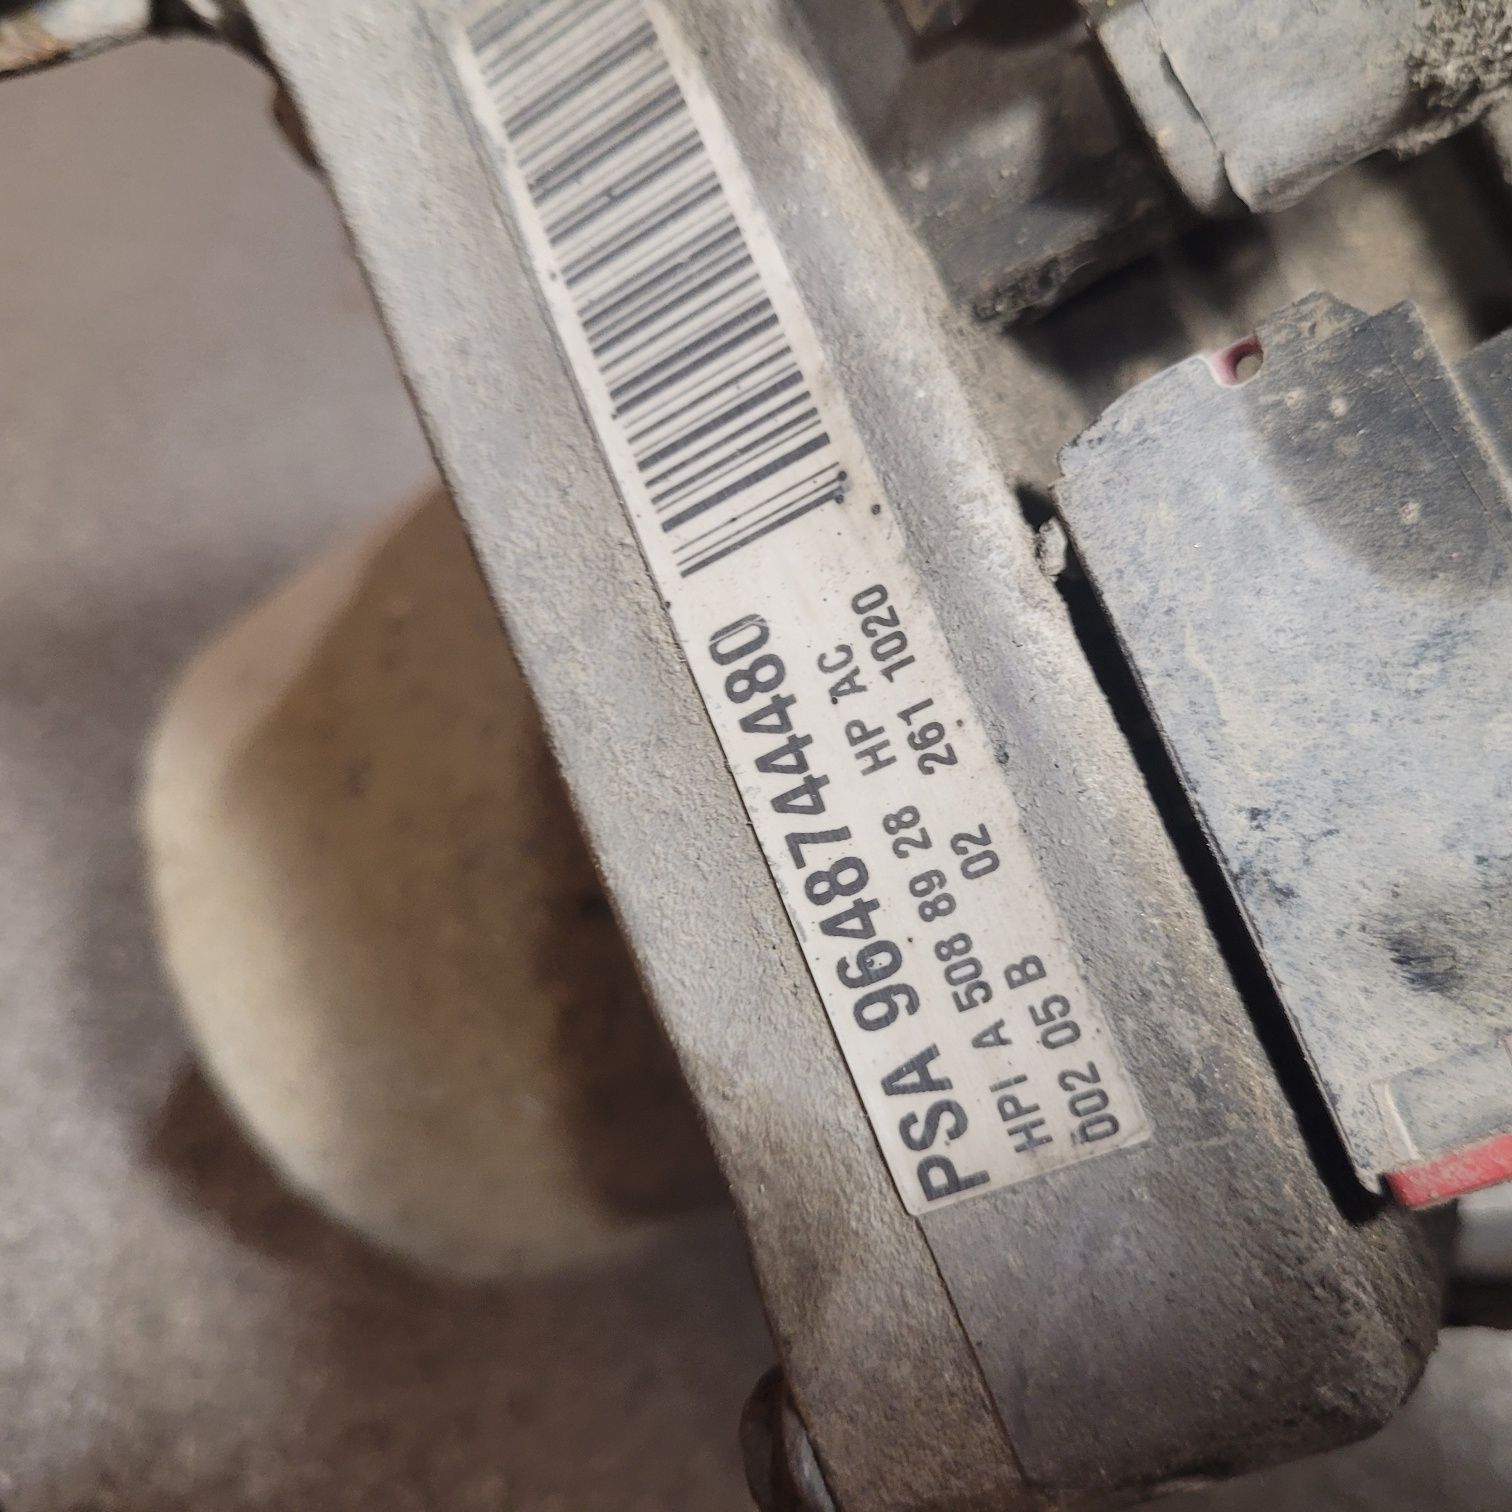 PSA 9648744480
HPI A 508 89 28 HP AC
002 05 B 02 261 1020